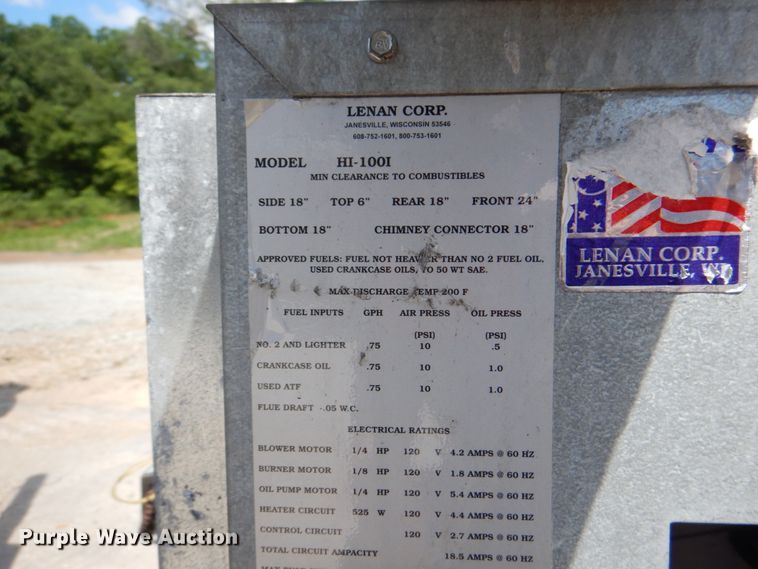 LENAN CORP.
JANESVILLE, WISCONSIN 53546
608-752-1601, 800-753-1601
MODEL HI-100I
MIN CLEARANCE TO COMBUSTIBLES
SIDE 18" TOP 6" REAR 18" FRONT 24"
BOTTOM 18" CHIMNEY CONNECTOR 18"
APPROVED FUELS: FUEL NOT HEAVIER THAN NO 2 FUEL OIL,
USED CRANKCASE OILS, TO 50 WT SAE.
MAX DISCHARGE TEMP 200 F
FUEL INPUTS GPH AIR PRESS OIL PRESS
(PSI) (PSI)
NO. 2 AND LIGHTER .75 10 .5
CRANKCASE OIL .75 10 1.0
USED ATF .75 10 1.0
FLUE DRAFT -.05 W.C.
ELECTRICAL RATINGS
BLOWER MOTOR 1/4 HP 120 V 4.2 AMPS @ 60 HZ
BURNER MOTOR 1/8 HP 120 V 1.8 AMPS @ 60 HZ
OIL PUMP MOTOR 1/4 HP 120 V 5.4 AMPS @ 60 HZ
HEATER CIRCUIT 525 W 120 V 4.4 AMPS @ 60 HZ
CONTROL CIRCUIT 120 V 2.7 AMPS @ 60 HZ
TOTAL CIRCUIT AMPACITY 18.5 AMPS @ 60 HZ
LENAN CORP.
JANESVILLE, WI
Purple Wave Auction